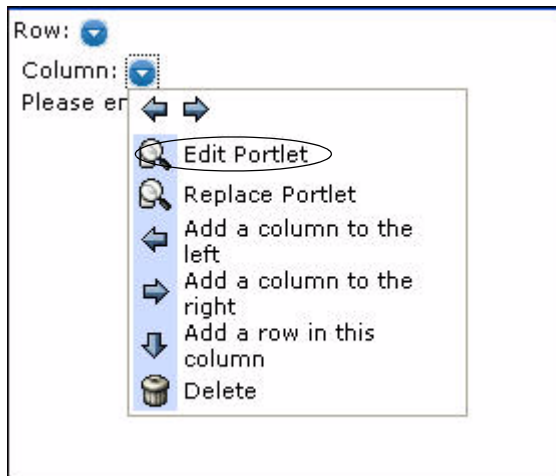 Row:
Column:
Please en
Edit Portlet
Replace Portlet
Add a column to the
left
Add a column to the
right
Add a row in this
column
Delete